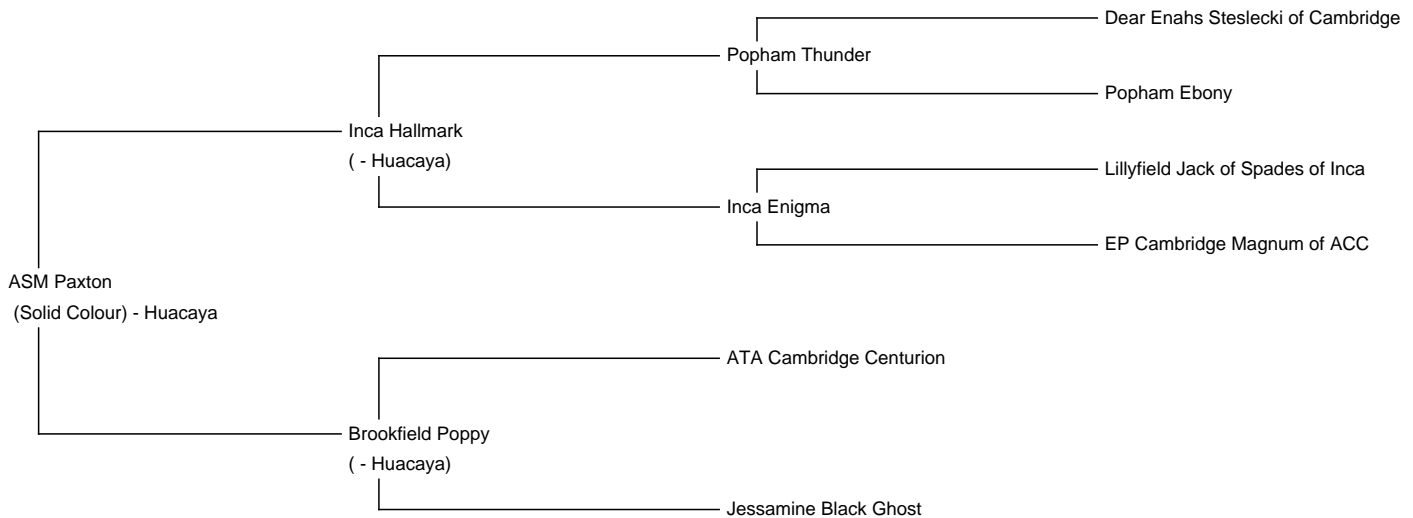 Dear Enahs Steslecki of Cambridge
Popham Thunder
Popham Ebony
Inca Hallmark
( - Huacaya)
Lillyfield Jack of Spades of Inca
Inca Enigma
EP Cambridge Magnum of ACC
ASM Paxton
(Solid Colour) - Huacaya
ATA Cambridge Centurion
Brookfield Poppy
( - Huacaya)
Jessamine Black Ghost